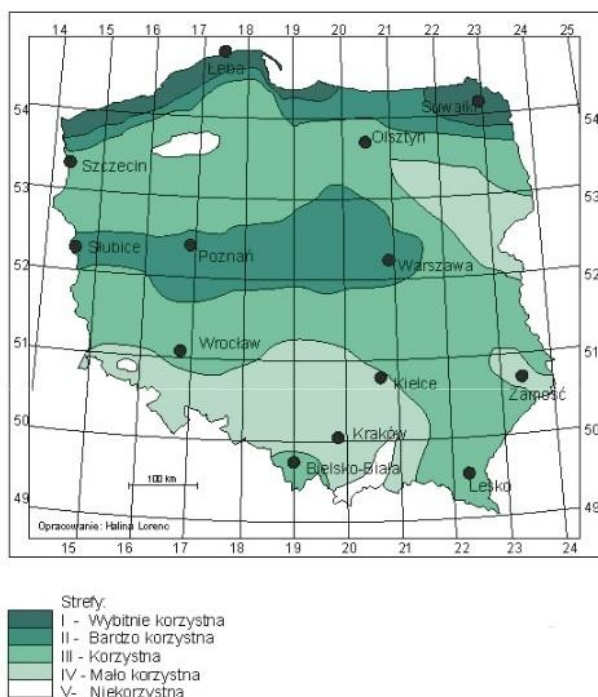 14 15 16 17 18 19 20 21 22 23 24 25
Łeba
54 54
Suwałki
Olsztyn
Szczecin
53 53
Słubice
Poznań
Warszawa
52 52
Wrocław
51 51
Kielce
Zamość
50 50
Kraków
Bielsko-Biała
Lesko
49 49
100 km
Opracowanie: Halina Lorenc
15 16 17 18 19 20 21 22 23 24
Strefy:
I - Wybitnie korzystna
II - Bardzo korzystna
III - Korzystna
IV - Mało korzystna
V- Niekorzystna